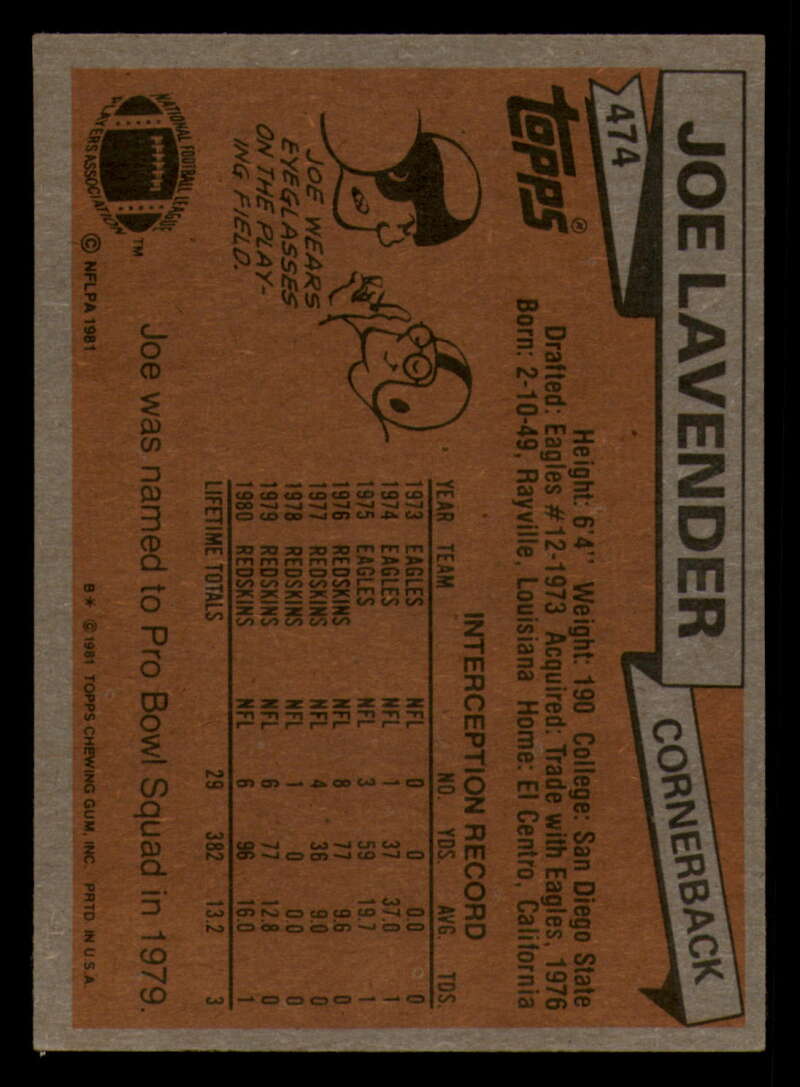 JOE LAVENDER
CORNERBACK
474
topps®
Height: 6'4" Weight: 190 College: San Diego State
Drafted: Eagles #12-1973 Acquired: Trade with Eagles, 1976
Born: 2-10-49, Rayville, Louisiana Home: El Centro, California
JOE WEARS
EYEGLASSES
ON THE PLAY-
ING FIELD.
INTERCEPTION RECORD
YEAR TEAM NO. YDS. AVG. TDS.
1973 EAGLES NFL 0 0 0.0 0
1974 EAGLES NFL 1 37 37.0 1
1975 EAGLES NFL 3 59 19.7 1
1976 REDSKINS NFL 8 77 9.6 0
1977 REDSKINS NFL 4 36 9.0 0
1978 REDSKINS NFL 1 0 0.0 0
1979 REDSKINS NFL 6 77 12.8 0
1980 REDSKINS NFL 6 96 16.0 1
LIFETIME TOTALS 29 382 13.2 3
Joe was named to Pro Bowl Squad in 1979.
NATIONAL FOOTBALL LEAGUE
PLAYERS ASSOCIATION
TM
© NFLPA 1981
B* © 1981 TOPPS CHEWING GUM, INC. PRTD. IN U.S.A.